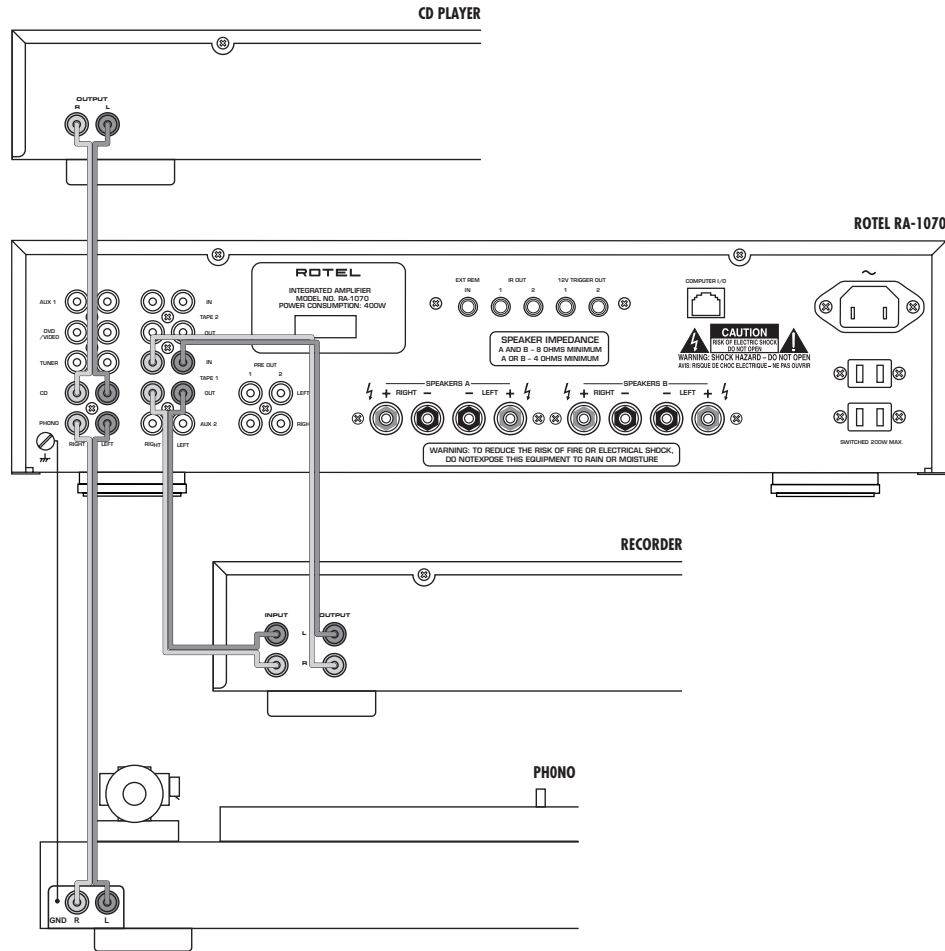 CD PLAYER
OUTPUT
R L
ROTEL RA-1070
ROTEL
INTEGRATED AMPLIFIER
MODEL NO. RA-1070
POWER CONSUMPTION: 400W
EXT REM IR OUT 12V TRIGGER OUT
IN 1 2 1 2
COMPUTER I/O
AUX 1
IN
TAPE 2
DVD
/VIDEO
OUT
TUNER
IN
TAPE 1
CD
OUT
PHONO
AUX 2
RIGHT LEFT
RIGHT LEFT
PRE OUT
1 2
LEFT
RIGH
SPEAKER IMPEDANCE
A AND B – 8 OHMS MINIMUM
A OR B – 4 OHMS MINIMUM
CAUTION
RISK OF ELECTRIC SHOCK
DO NOT OPEN
WARNING: SHOCK HAZARD – DO NOT OPEN
AVIS: RISQUE DE CHOC ELECTRIQUE – NE PAS OUVRIR
SPEAKERS A
+ RIGHT – – LEFT +
SPEAKERS B
+ RIGHT – – LEFT +
SWITCHED 200W MAX.
WARNING: TO REDUCE THE RISK OF FIRE OR ELECTRICAL SHOCK,
DO NOTEXPOSE THIS EQUIPMENT TO RAIN OR MOISTURE
RECORDER
INPUT OUTPUT
L
R
PHONO
GND R L